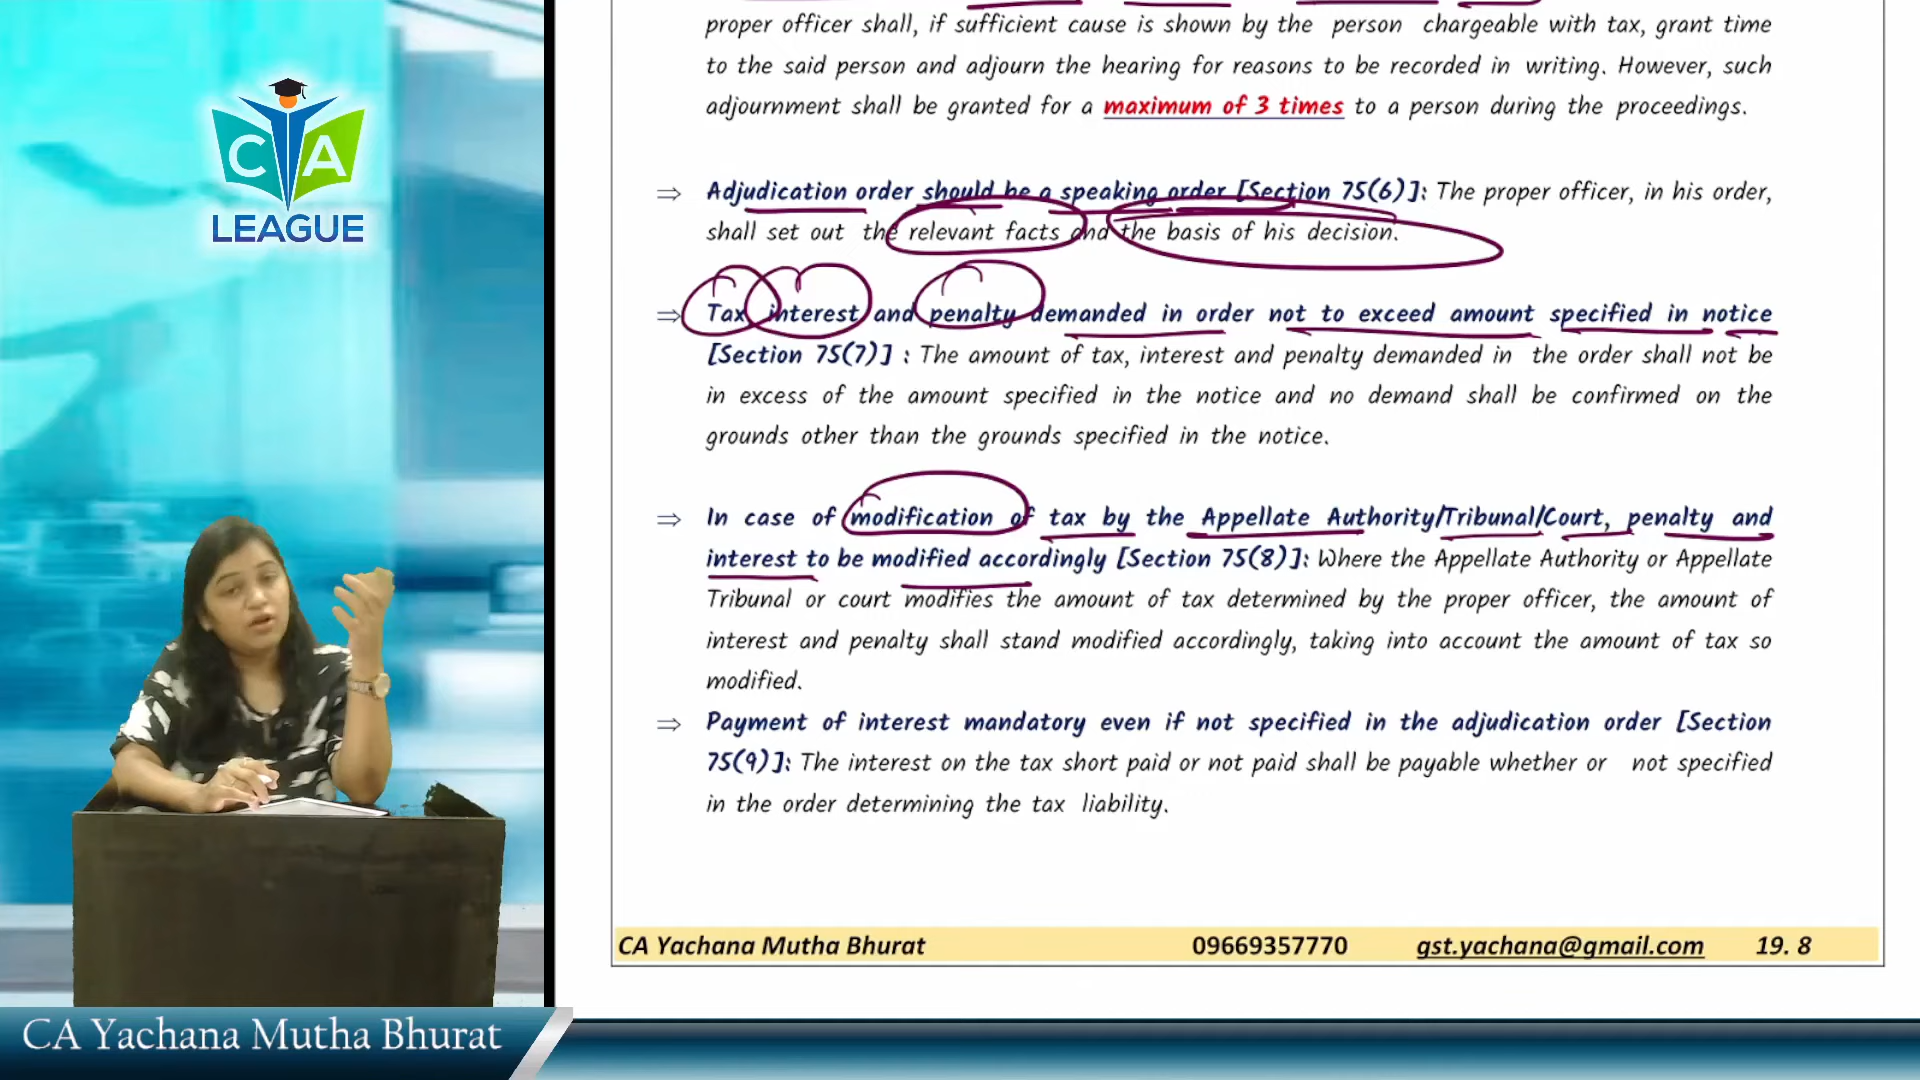 proper officer shall, if sufficient cause is shown by the person chargeable with tax, grant time
to the said person and adjourn the hearing for reasons to be recorded in writing. However, such
adjournment shall be granted for a maximum of 3 times to a person during the proceedings.
⇒ Adjudication order should be a speaking order [Section 75(6)]: The proper officer, in his order,
shall set out the relevant facts and the basis of his decision.
⇒ Tax interest and penalty demanded in order not to exceed amount specified in notice
[Section 75(7)] : The amount of tax, interest and penalty demanded in the order shall not be
in excess of the amount specified in the notice and no demand shall be confirmed on the
grounds other than the grounds specified in the notice.
⇒ In case of modification of tax by the Appellate Authority/Tribunal/Court, penalty and
interest to be modified accordingly [Section 75(8)]: Where the Appellate Authority or Appellate
Tribunal or court modifies the amount of tax determined by the proper officer, the amount of
interest and penalty shall stand modified accordingly, taking into account the amount of tax so
modified.
⇒ Payment of interest mandatory even if not specified in the adjudication order [Section
75(9)]: The interest on the tax short paid or not paid shall be payable whether or not specified
in the order determining the tax liability.
CA Yachana Mutha Bhurat 09669357770 gst.yachana@gmail.com 19. 8
CA
LEAGUE
CA Yachana Mutha Bhurat